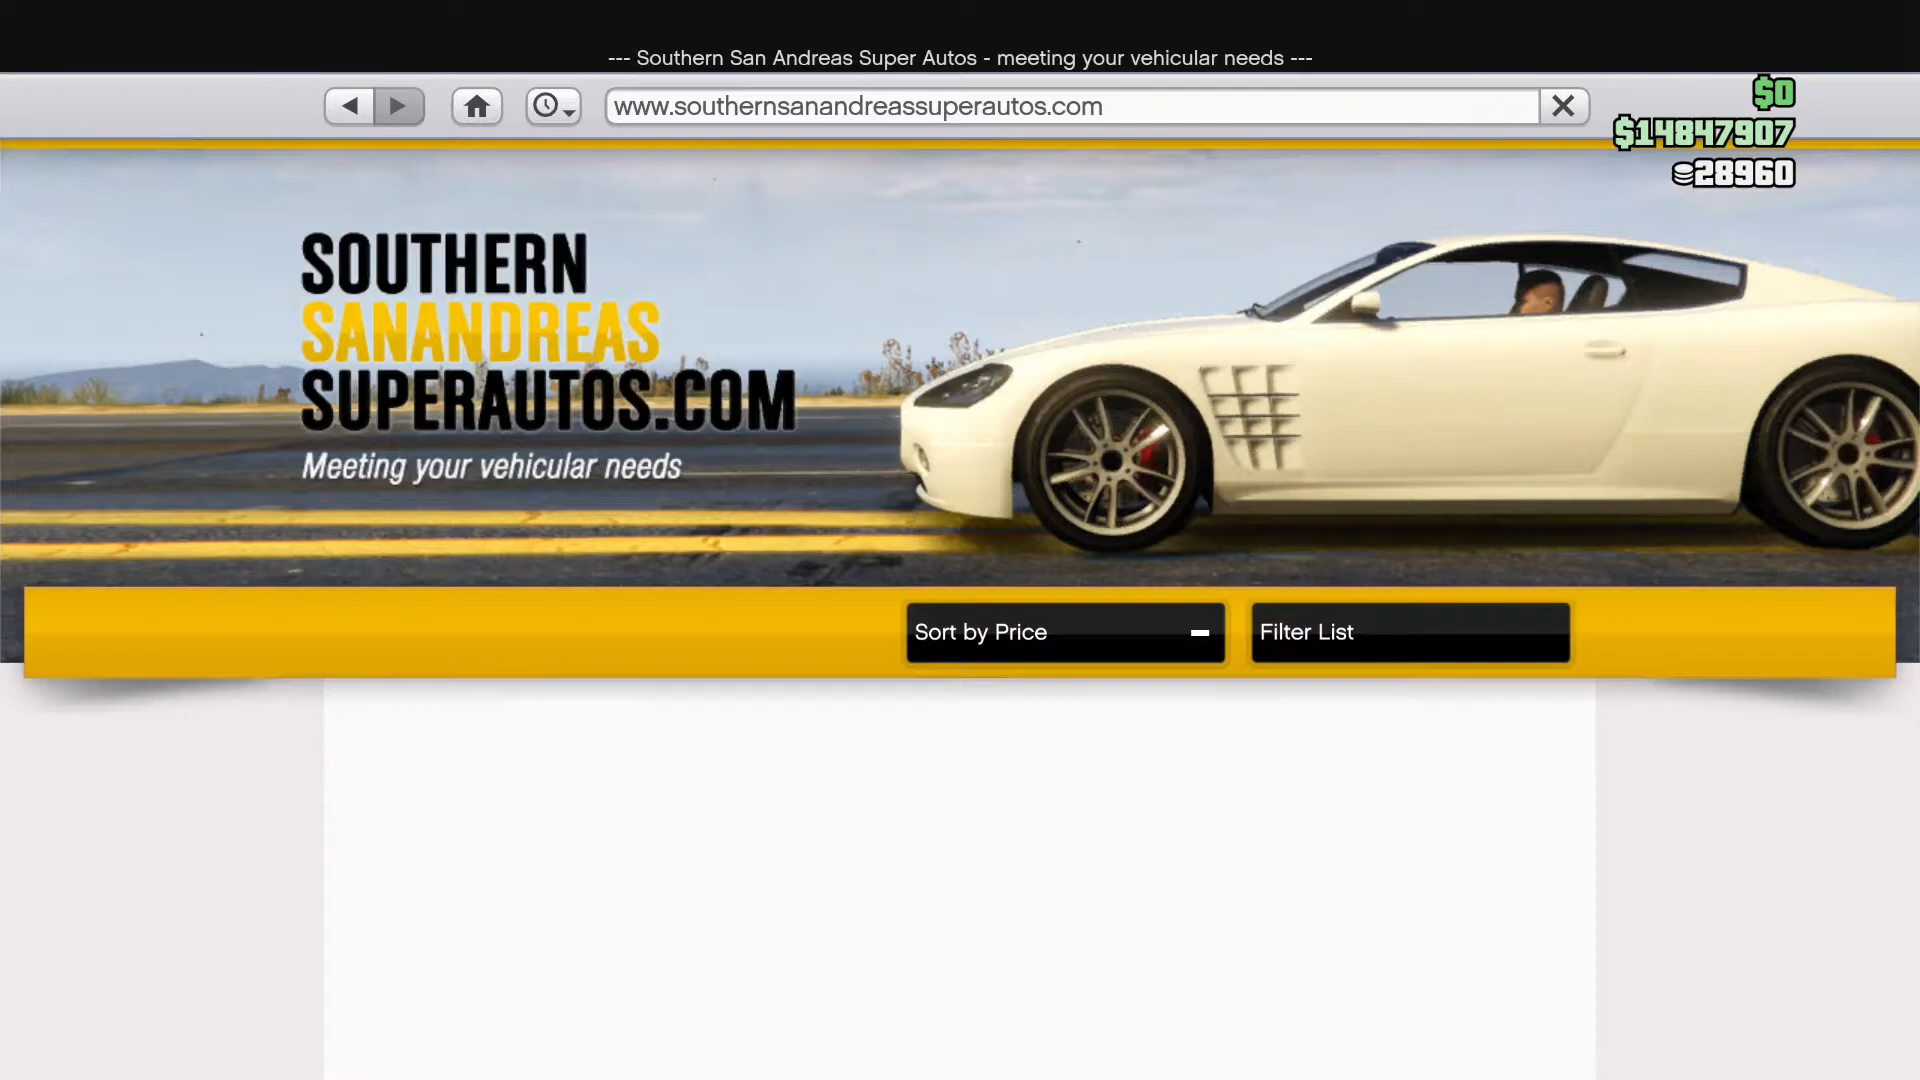 --- Southern San Andreas Super Autos - meeting your vehicular needs ---
www.southernsanandreassuperautos.com
$0
$14847907
28960
SOUTHERN
SANANDREAS
SUPERAUTOS.COM
Meeting your vehicular needs
Sort by Price
Filter List